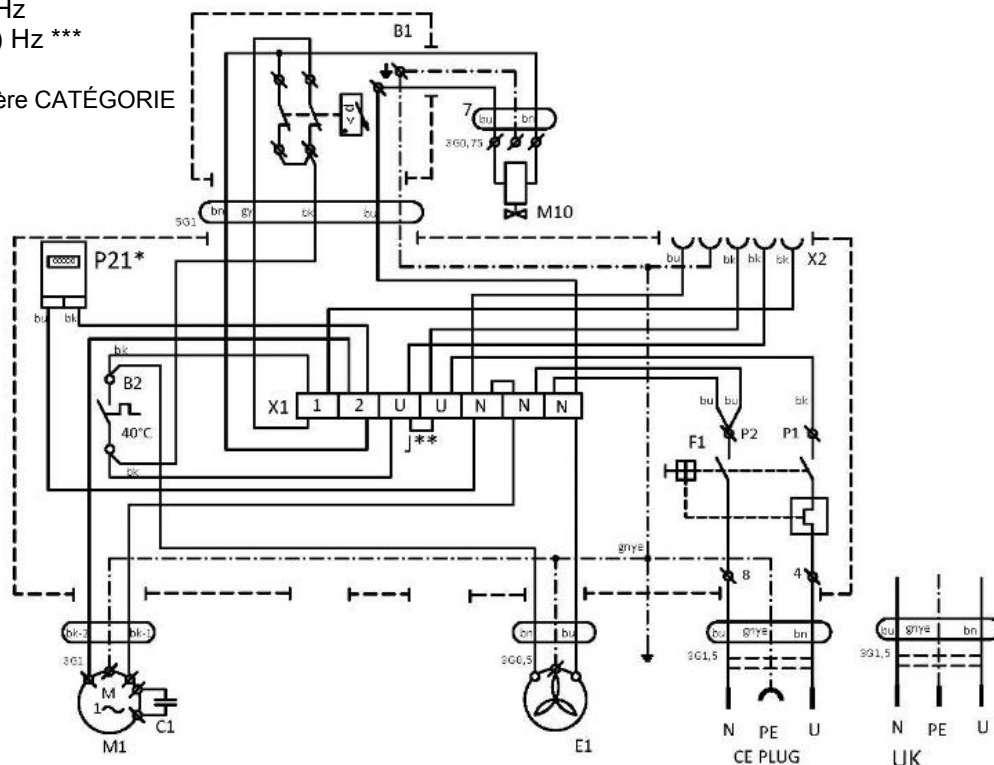 Hz
) Hz ***
ère CATÉGORIE
B1
7
bu bn
3G0,75
M10
5G1
bn gy bk bu
P21*
bu bk bk bk
X2
bu bk
bk
B2
40°C
bk
X1 1 2 U U N N N
J**
bu bu bk
F1 P2 P1
gnye
8 4
bk-2 bk-1
3G1
M
1~
C1
M1
bn bu
3G0,5
E1
bu gnye bn
3G1,5
N PE U
CE PLUG
bu gnye bn
3G1,5
N PE U
UK